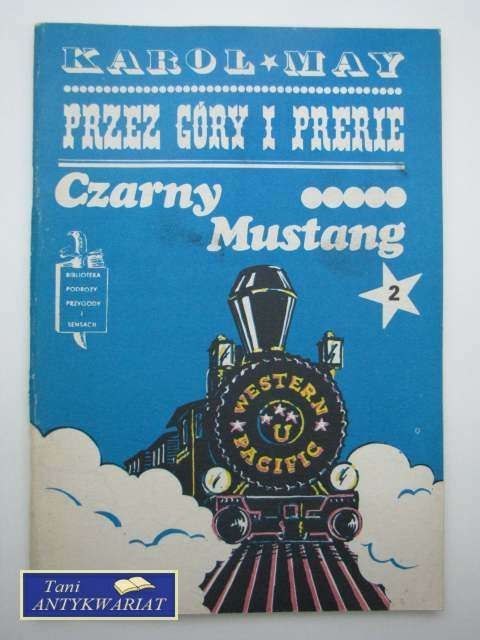 KAROL ★ MAY
PRZEZ GÓRY I PRERIE
Czarny
Mustang
2
BIBLIOTEKA
PODRÓŻY
PRZYGODY
I
SENSACJI
WESTERN
U
PACIFIC
Tani
ANTYKWARIAT